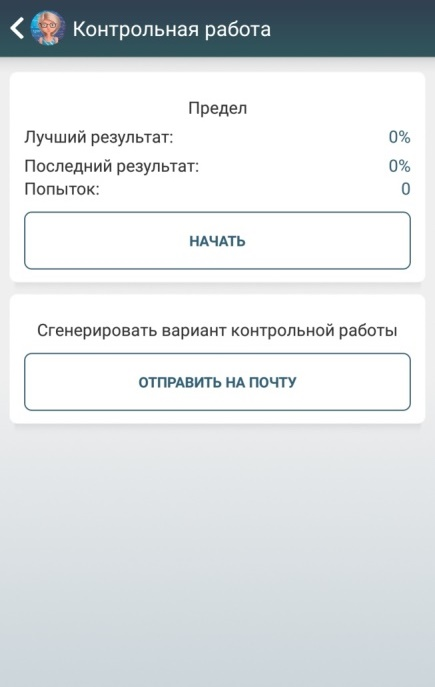 Контрольная работа
Предел
Лучший результат: 0%
Последний результат: 0%
Попыток: 0
НАЧАТЬ
Сгенерировать вариант контрольной работы
ОТПРАВИТЬ НА ПОЧТУ